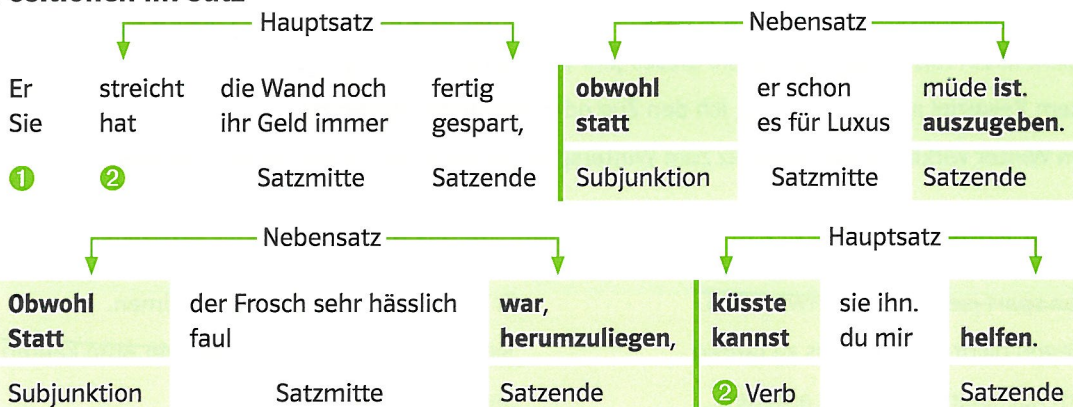 Hauptsatz Nebensatz
Er streicht die Wand noch fertig obwohl er schon müde ist.
Sie hat ihr Geld immer gespart, statt es für Luxus auszugeben.
1 2 Satzmitte Satzende Subjunktion Satzmitte Satzende
Nebensatz Hauptsatz
Obwohl der Frosch sehr hässlich war, küsste sie ihn.
Statt faul herumzuliegen, kannst du mir helfen.
Subjunktion Satzmitte Satzende 2 Verb Satzende